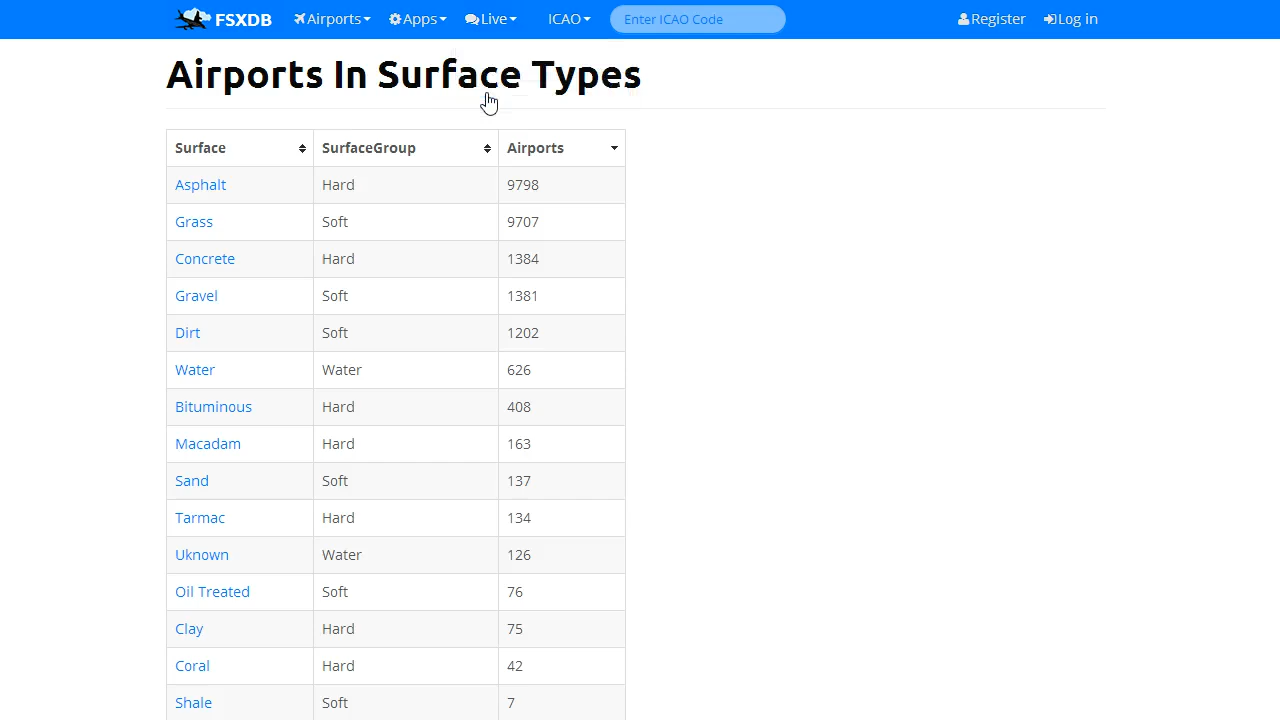 FSXDB Airports Apps Live ICAO Enter ICAO Code Register Log in
Airports In Surface Types
Surface SurfaceGroup Airports
Asphalt Hard 9798
Grass Soft 9707
Concrete Hard 1384
Gravel Soft 1381
Dirt Soft 1202
Water Water 626
Bituminous Hard 408
Macadam Hard 163
Sand Soft 137
Tarmac Hard 134
Uknown Water 126
Oil Treated Soft 76
Clay Hard 75
Coral Hard 42
Shale Soft 7